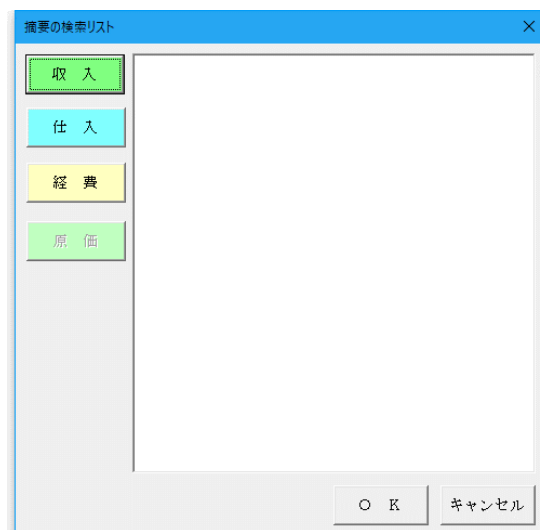 摘要の検索リスト
収　入
仕　入
経　費
原　価
Ｏ　Ｋ
キャンセル